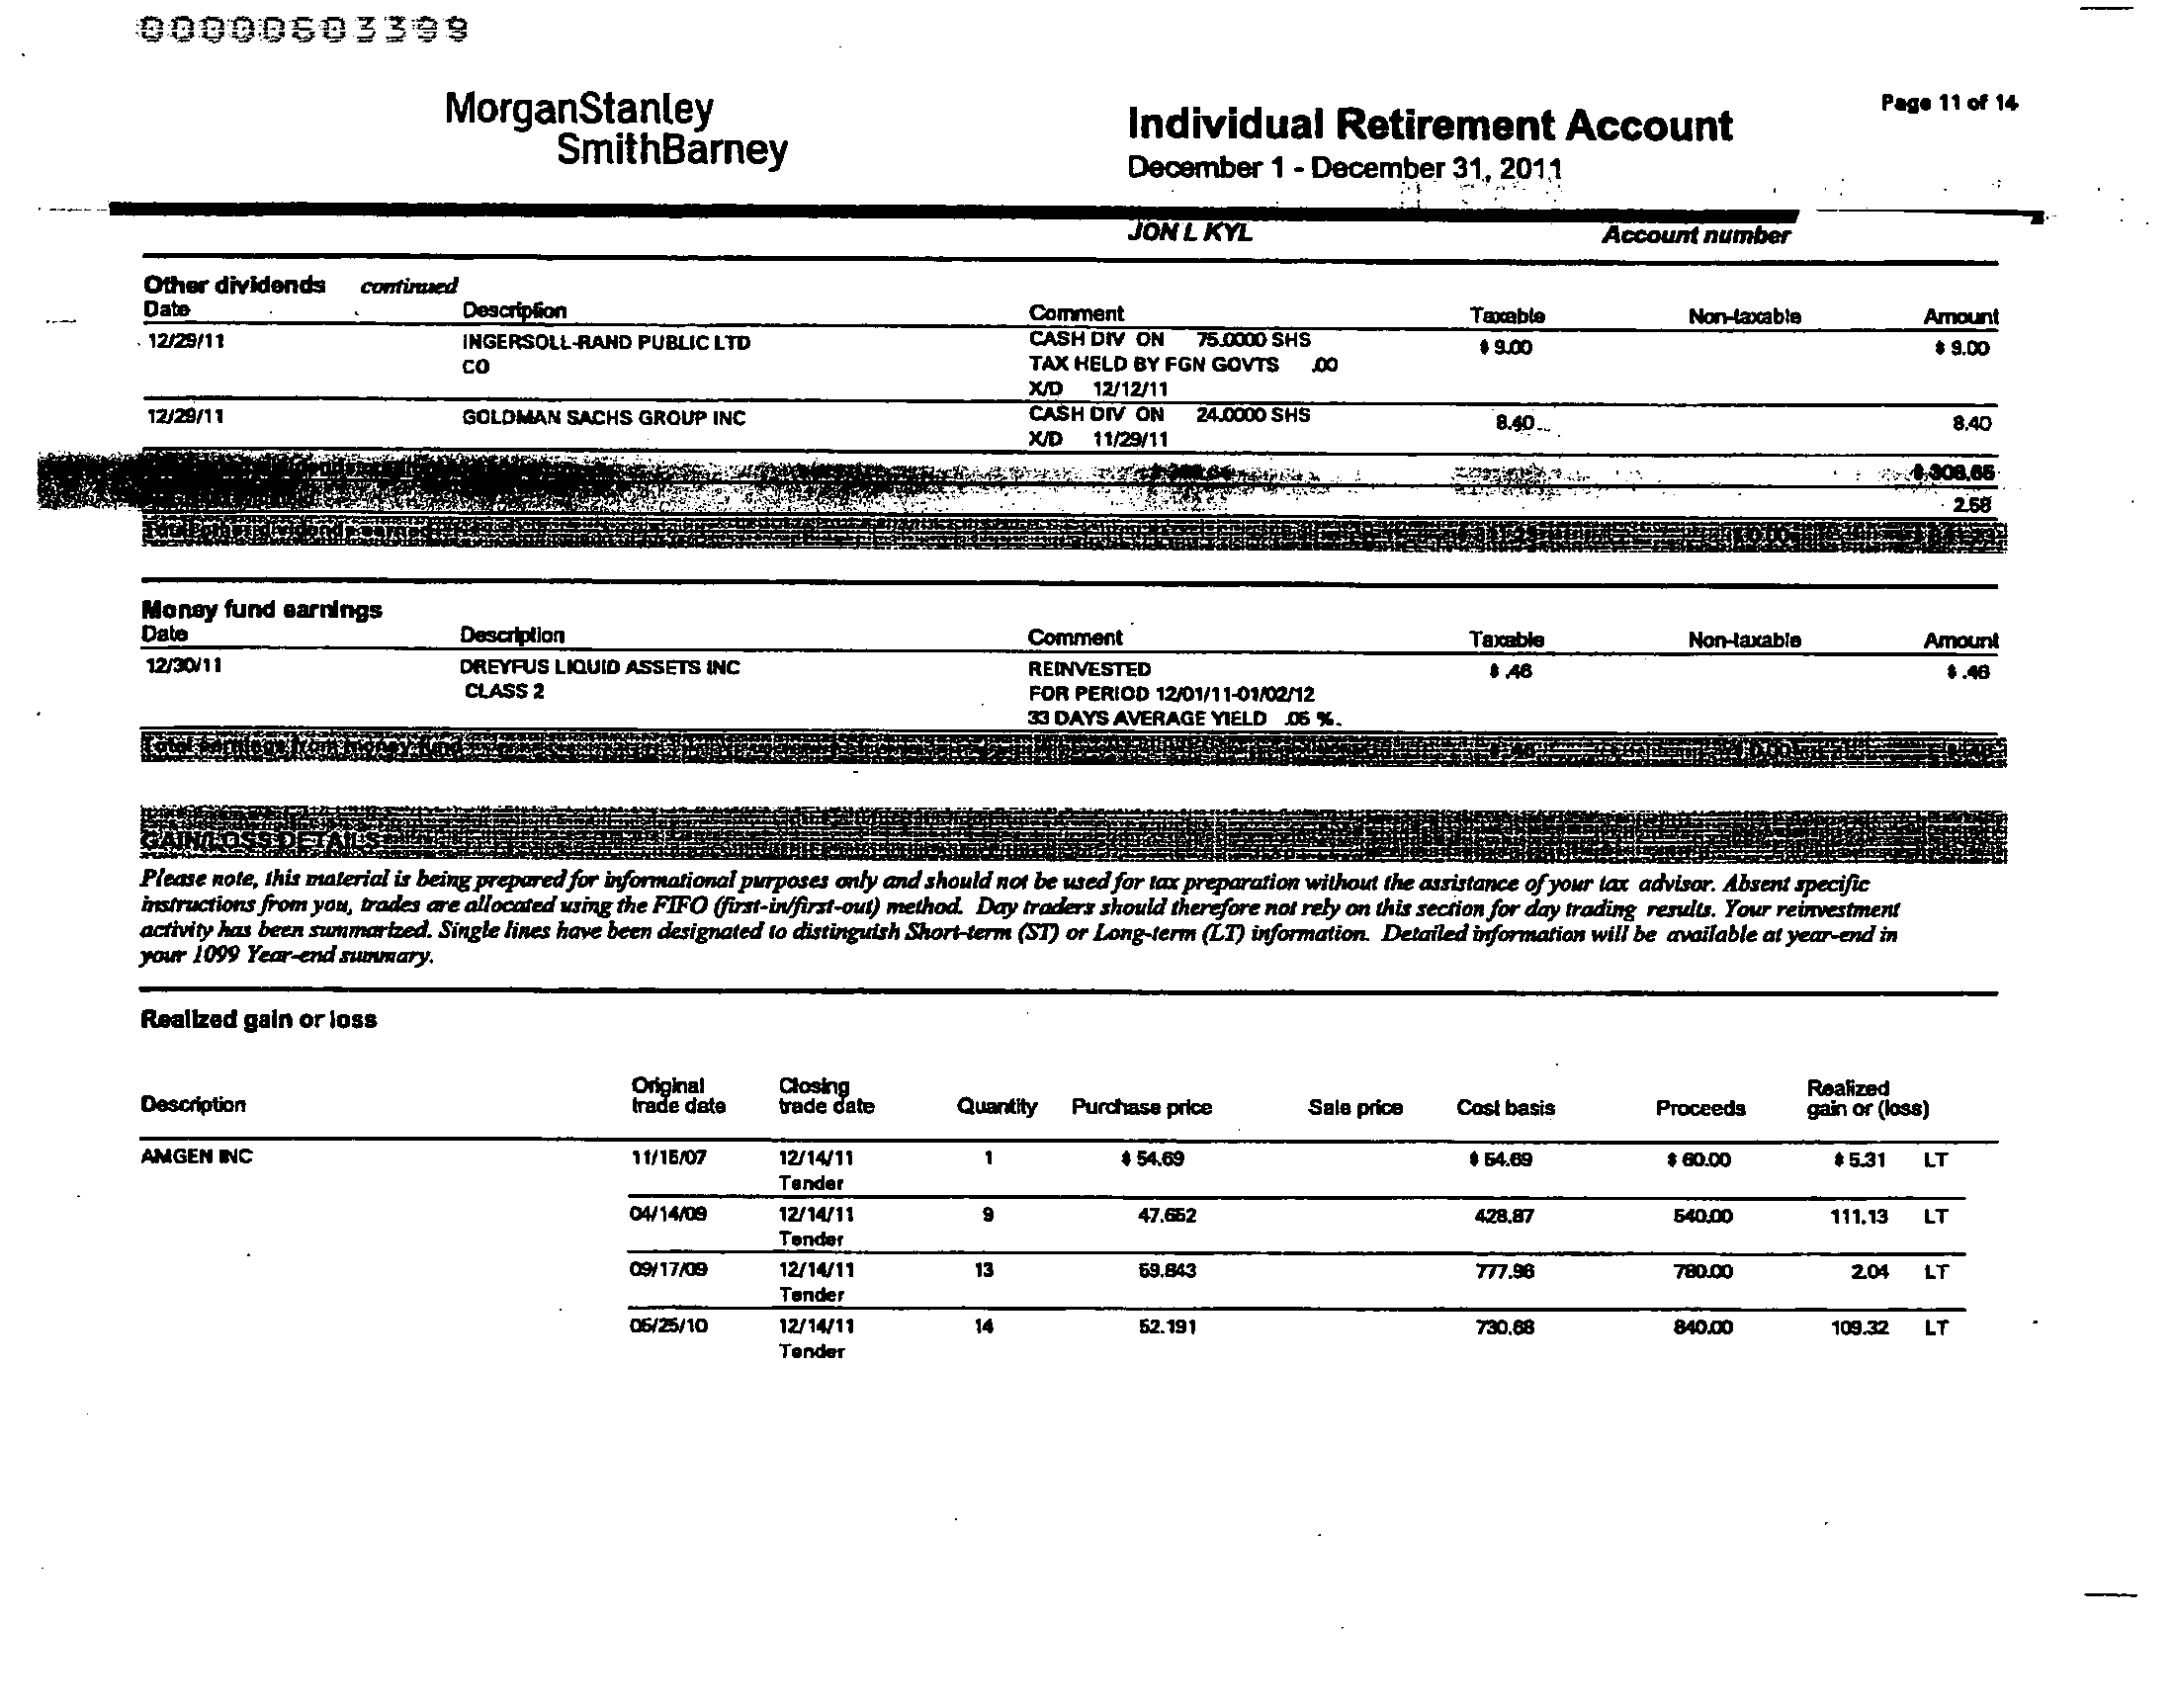 00000603399
MorganStanley
SmithBarney
Individual Retirement Account
December 1 - December 31, 2011
Page 11 of 14
JON L KYL Account number
Other dividends continued
Date Description Comment Taxable Non-taxable Amount
12/29/11 INGERSOLL-RAND PUBLIC LTD CASH DIV ON 75.0000 SHS $ 9.00 $ 9.00
CO TAX HELD BY FGN GOVTS .00
X/D 12/12/11
12/29/11 GOLDMAN SACHS GROUP INC CASH DIV ON 24.0000 SHS 8.40 8.40
X/D 11/29/11
$ 308.65
2.58
Total other dividends earned
Money fund earnings
Date Description Comment Taxable Non-taxable Amount
12/30/11 DREYFUS LIQUID ASSETS INC REINVESTED $ .46 $ .46
CLASS 2 FOR PERIOD 12/01/11-01/02/12
33 DAYS AVERAGE YIELD .05 %.
Total earnings from money fund $ .46 $ 0.00 $ .46
GAIN/LOSS DETAILS
Please note, this material is being prepared for informational purposes only and should not be used for tax preparation without the assistance of your tax advisor. Absent specific
instructions from you, trades are allocated using the FIFO (first-in/first-out) method. Day traders should therefore not rely on this section for day trading results. Your reinvestment
activity has been summarized. Single lines have been designated to distinguish Short-term (ST) or Long-term (LT) information. Detailed information will be available at year-end in
your 1099 Year-end summary.
Realized gain or loss
Original Closing Realized
Description trade date trade date Quantity Purchase price Sale price Cost basis Proceeds gain or (loss)
AMGEN INC 11/15/07 12/14/11 1 $ 54.69 $ 54.69 $ 60.00 $ 5.31 LT
Tender
04/14/09 12/14/11 9 47.652 428.87 540.00 111.13 LT
Tender
09/17/09 12/14/11 13 59.843 777.96 780.00 2.04 LT
Tender
05/25/10 12/14/11 14 52.191 730.68 840.00 109.32 LT
Tender